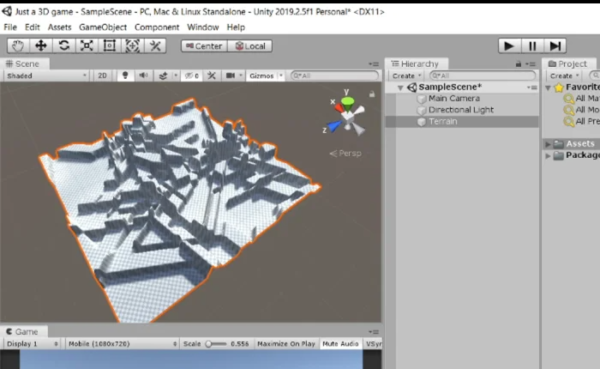 Just a 3D game - SampleScene - PC, Mac & Linux Standalone - Unity 2019.2.5f1 Personal* <DX11>
File Edit Assets GameObject Component Window Help
Center Local
Scene Hierarchy Project
Shaded 2D 0 Gizmos All Create All Create
SampleScene* Favorite
Main Camera All Ma
Directional Light All Mo
Terrain All Pre
Assets
Package
y
x
z
Persp
Game
Display 1 Mobile (1080x720) Scale 0.556 Maximize On Play Mute Audio VSyn